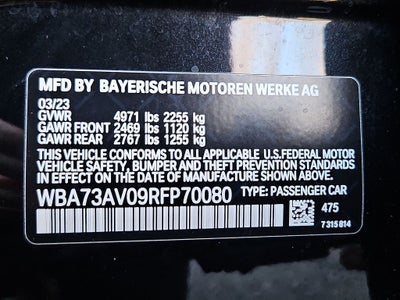 MFD BY BAYERISCHE MOTOREN WERKE AG
03/23
GVWR 4971 lbs 2255 kg
GAWR FRONT 2469 lbs 1120 kg
GAWR REAR 2767 lbs 1255 kg
THIS VEHICLE CONFORMS TO ALL APPLICABLE U.S.FEDERAL MOTOR
VEHICLE SAFETY, BUMPER AND THEFT PREVENTION STANDARDS
IN EFFECT ON THE DATE OF MANUFACTURE SHOWN ABOVE.
WBA73AV09RFP70080 TYPE: PASSENGER CAR
475
7 315 814